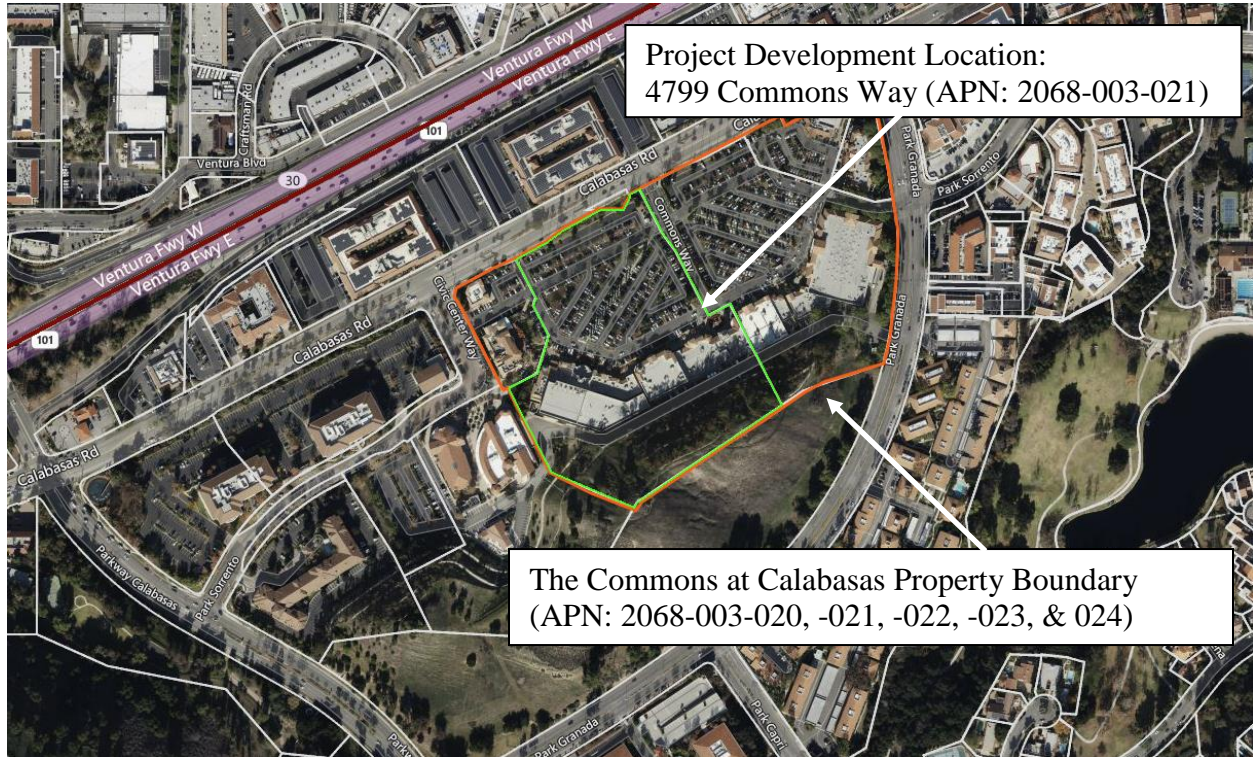 Project Development Location:
4799 Commons Way (APN: 2068-003-021)
Ventura Fwy W
Ventura Fwy E
Craftsman Rd
101
Ventura Blvd
30
Calabasas Rd
Park Granada
Park Sorrento
Commons Way
Ventura Fwy W
Ventura Fwy E
Civic Center Way
101
Calabasas Rd
Park Granada
Calabasas Rd
The Commons at Calabasas Property Boundary
(APN: 2068-003-020, -021, -022, -023, & 024)
Parkway Calabasas
Park Sorrento
Park Granada
Park Capri